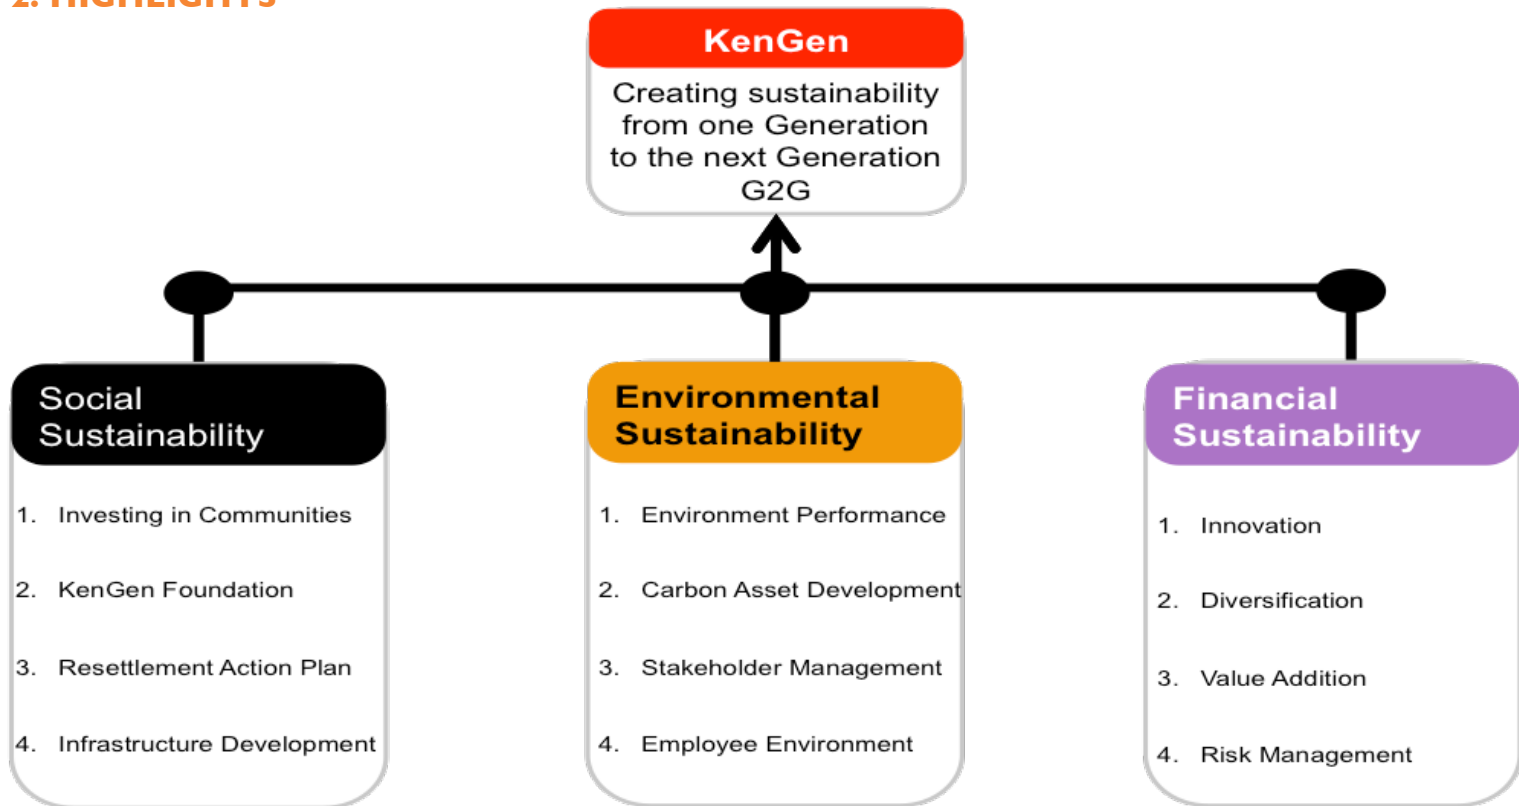 2. HIGHLIGHTS
KenGen
Creating sustainability
from one Generation
to the next Generation
G2G
Social
Sustainability
1. Investing in Communities
2. KenGen Foundation
3. Resettlement Action Plan
4. Infrastructure Development
Environmental
Sustainability
1. Environment Performance
2. Carbon Asset Development
3. Stakeholder Management
4. Employee Environment
Financial
Sustainability
1. Innovation
2. Diversification
3. Value Addition
4. Risk Management